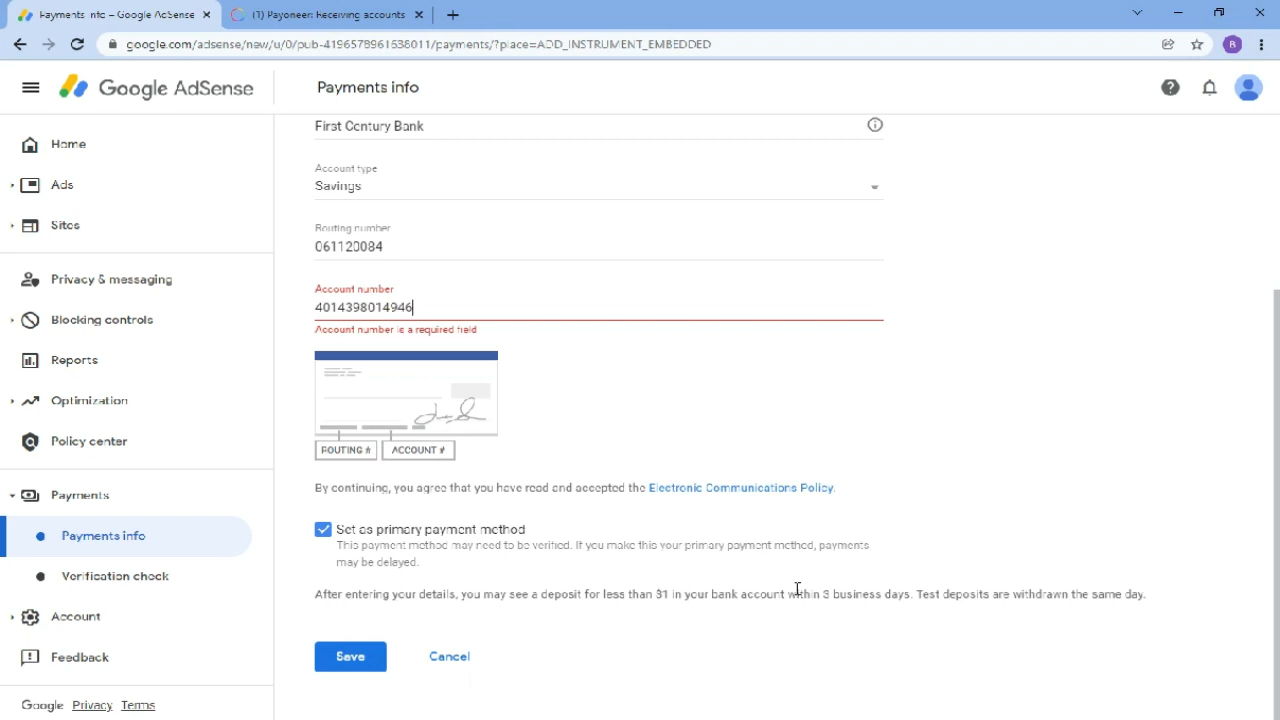 Payments info – Google AdSense
(1) Payoneer: Receiving accounts
google.com/adsense/new/u/0/pub-4196578961638011/payments/?place=ADD_INSTRUMENT_EMBEDDED
B
Google AdSense
Payments info
Home
Ads
Sites
Privacy & messaging
Blocking controls
Reports
Optimization
Policy center
Payments
Payments info
Verification check
Account
Feedback
Google Privacy Terms
First Century Bank
Account type
Savings
Routing number
061120084
Account number
4014398014946
Account number is a required field
ROUTING # ACCOUNT #
By continuing, you agree that you have read and accepted the Electronic Communications Policy.
Set as primary payment method
This payment method may need to be verified. If you make this your primary payment method, payments
may be delayed.
After entering your details, you may see a deposit for less than $1 in your bank account within 3 business days. Test deposits are withdrawn the same day.
Save Cancel